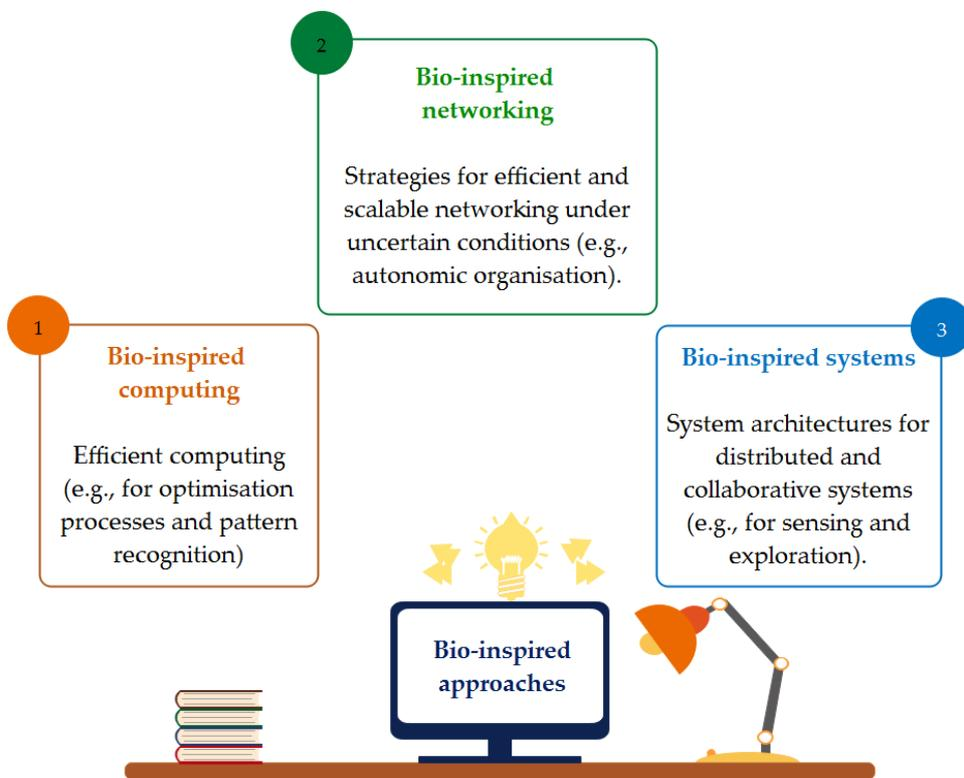 2
Bio-inspired
networking
Strategies for efficient and
scalable networking under
uncertain conditions (e.g.,
autonomic organisation).
1
Bio-inspired
computing
Efficient computing
(e.g., for optimisation
processes and pattern
recognition)
3
Bio-inspired systems
System architectures for
distributed and
collaborative systems
(e.g., for sensing and
exploration).
Bio-inspired
approaches